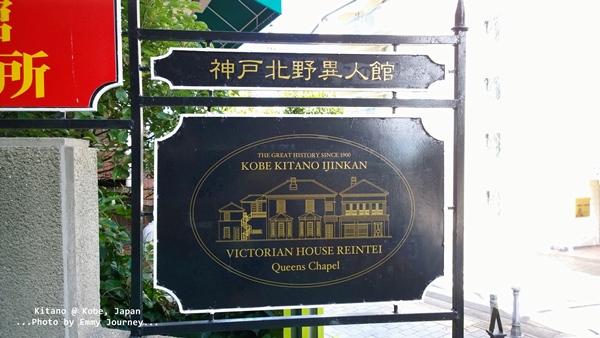 所
神戸北野異人館
THE GREAT HISTORY SINCE 1900
KOBE KITANO IJINKAN
VICTORIAN HOUSE REINTEI
Queens Chapel
Kitano @ Kobe, Japan
...Photo by Emmy Journey...